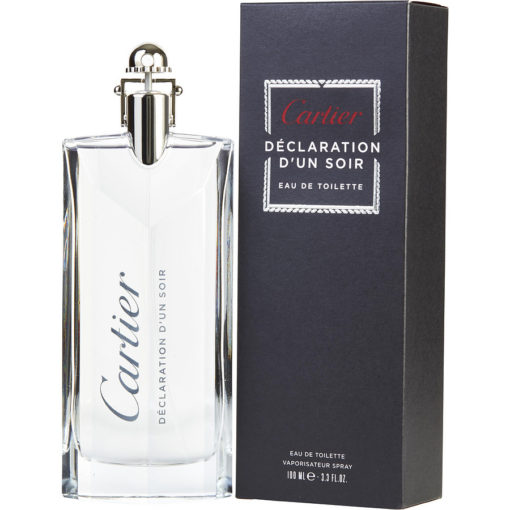 Cartier
DÉCLARATION D'UN SOIR
Cartier
DÉCLARATION
D'UN SOIR
EAU DE TOILETTE
EAU DE TOILETTE
VAPORISATEUR SPRAY
100 ML ℮ - 3.3 FL.OZ.